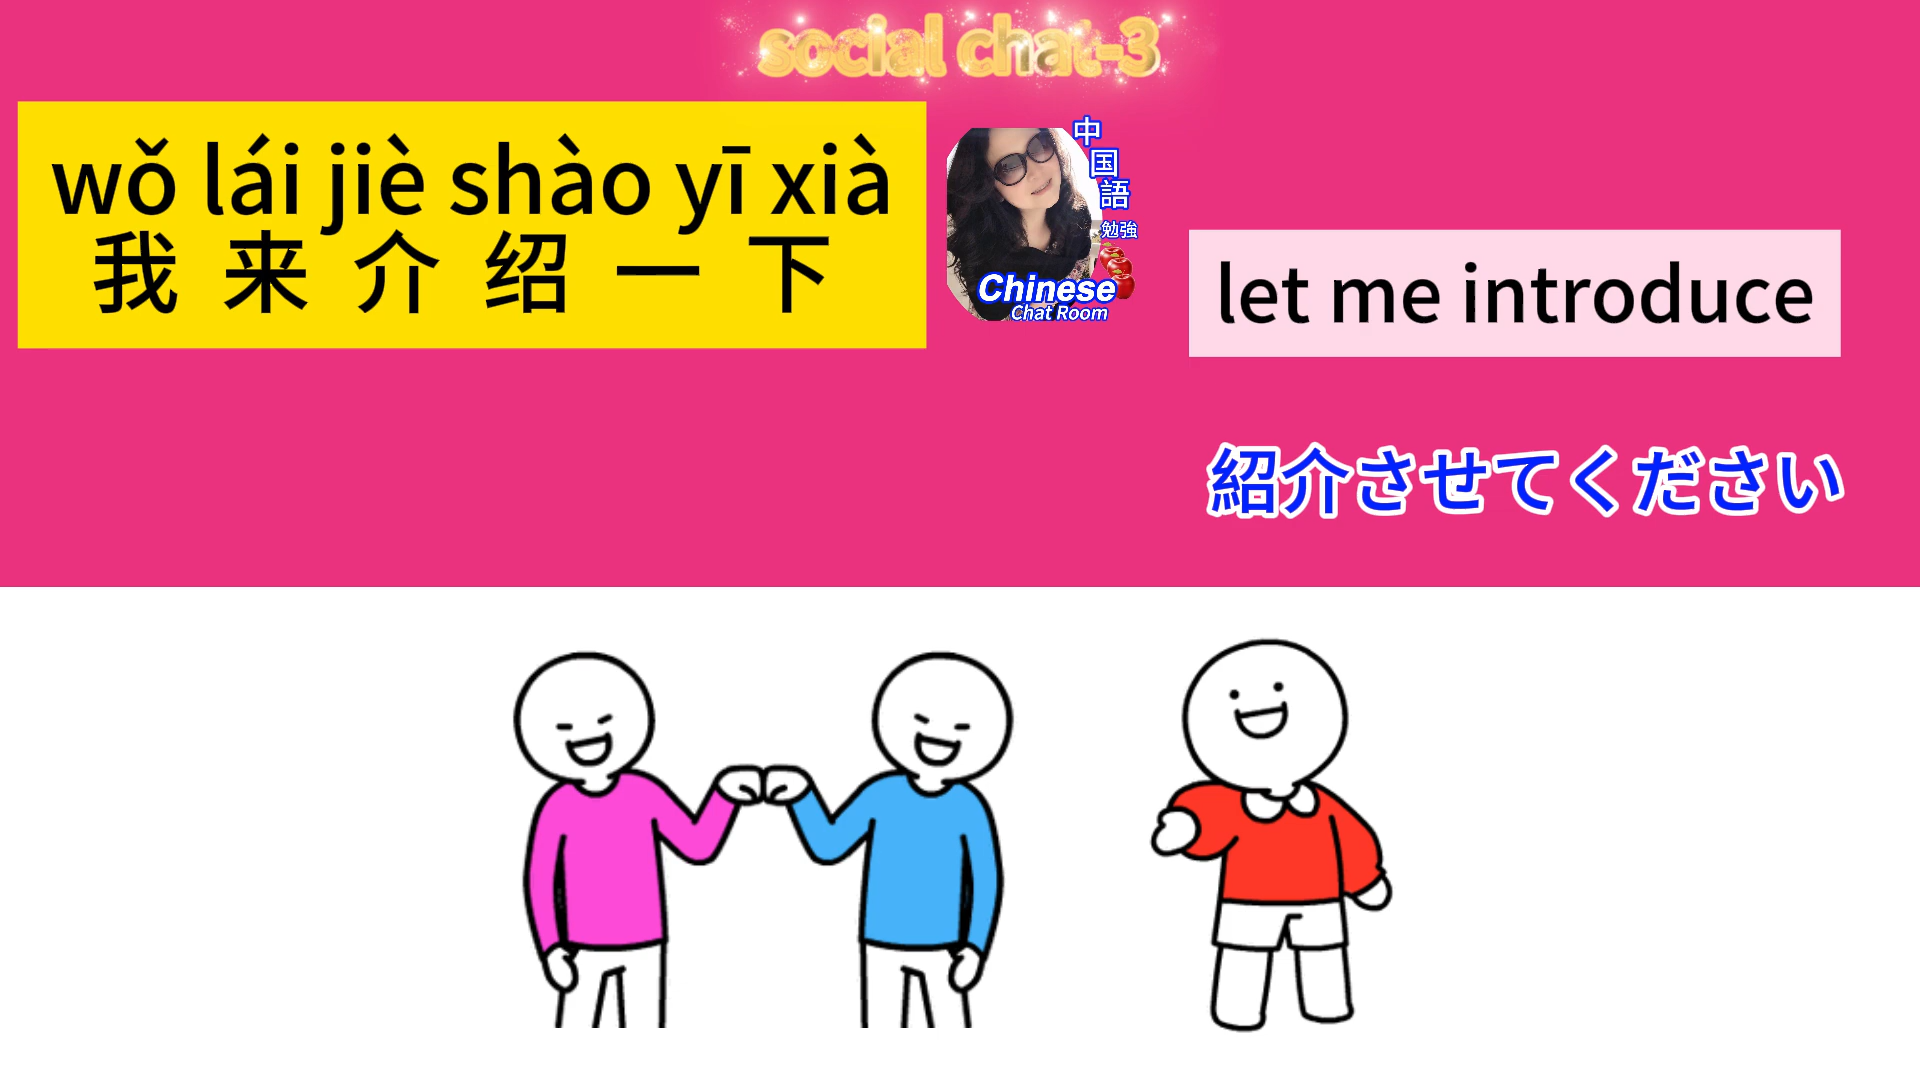 social chat-3
wǒ lái jiè shào yī xià
我来介绍一下
中国語
勉強
Chinese
Chat Room
let me introduce
紹介させてください